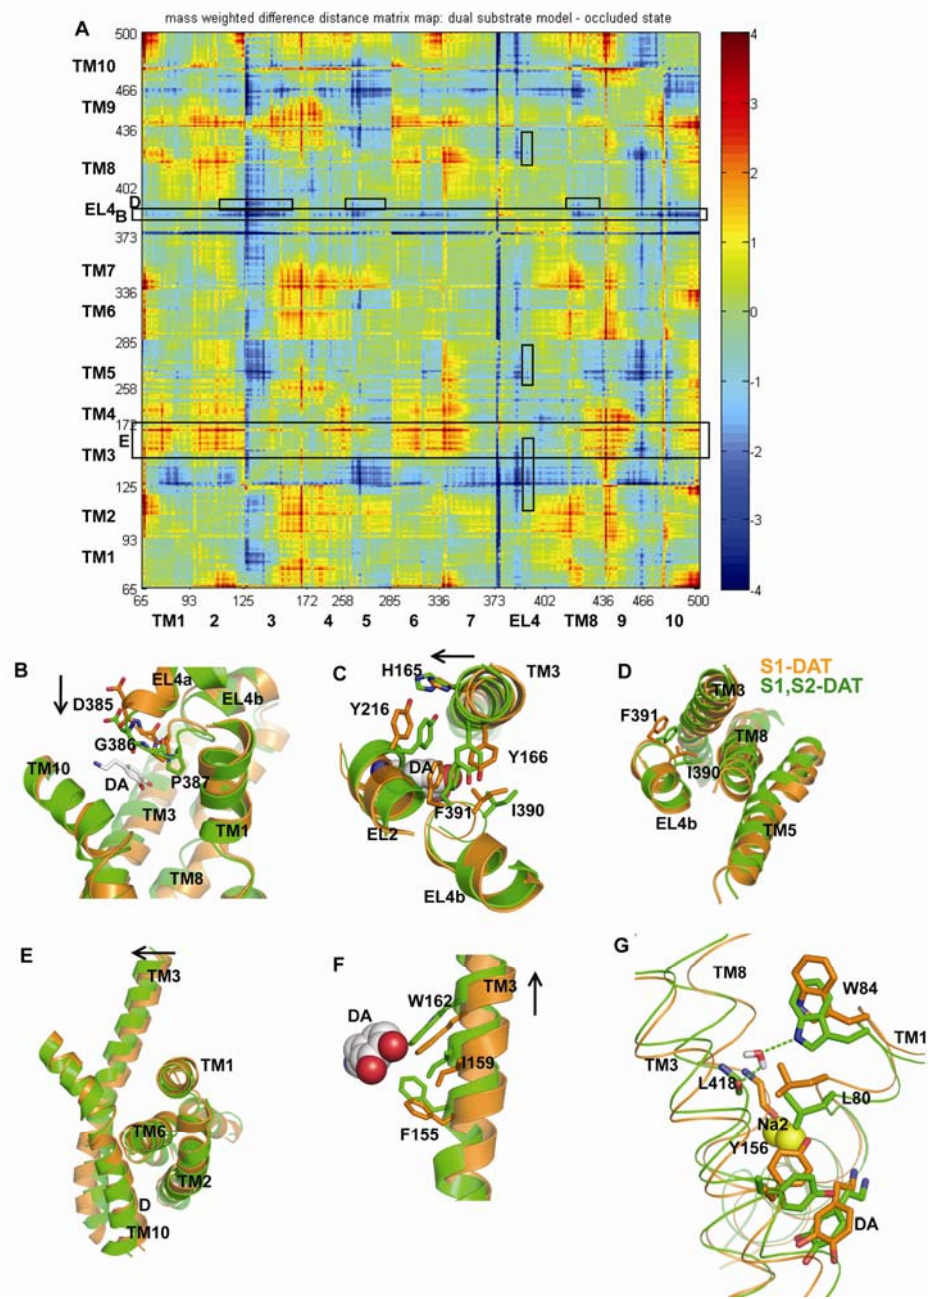 mass weighted difference distance matrix map: dual substrate model - occluded state
A
500
TM10
466
TM9
436
TM8
402
D
EL4
B
373
TM7
336
TM6
285
TM5
258
TM4
172
E
TM3
125
TM2
93
TM1
65
65 93 125 172 258 285 336 373 402 436 466 500
TM1 2 3 4 5 6 7 EL4 TM8 9 10
4
3
2
1
0
-1
-2
-3
-4
B
EL4a
EL4b
D385
G386
TM10
DA
P387
TM3
TM1
TM8
C
H165
TM3
Y216
DA
Y166
F391
I390
EL2
EL4b
D
S1-DAT
S1,S2-DAT
TM3
F391
TM8
I390
EL4b
TM5
E
TM3
TM1
TM6
TM2
D
TM10
F
TM3
W162
DA
I159
F155
G
TM8
W84
TM1
TM3
L418
L80
Na2
Y156
DA